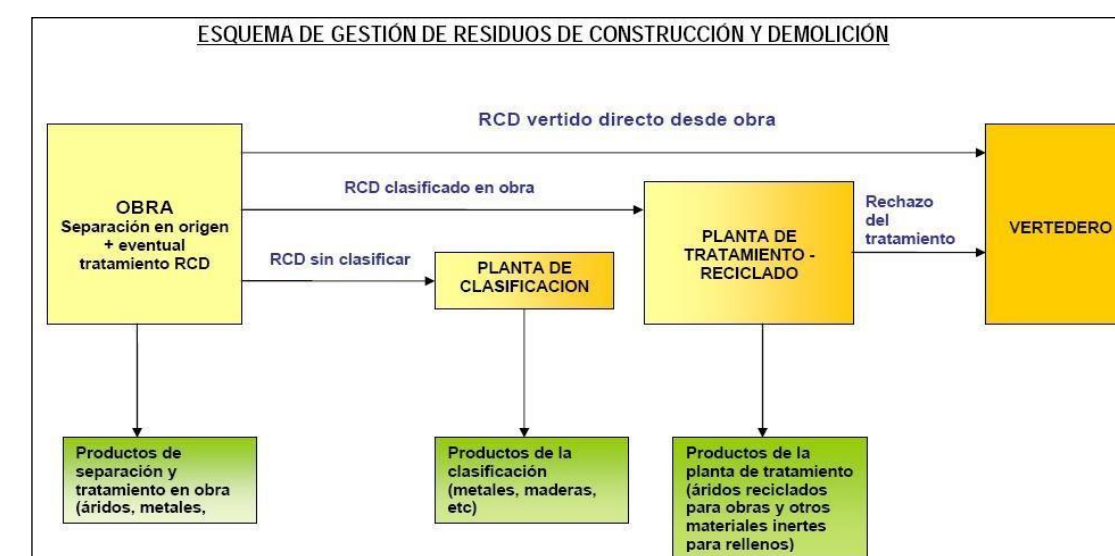 ESQUEMA DE GESTIÓN DE RESIDUOS DE CONSTRUCCIÓN Y DEMOLICIÓN
RCD vertido directo desde obra
OBRA
Separación en origen
+ eventual
tratamiento RCD
RCD clasificado en obra
RCD sin clasificar
PLANTA DE
CLASIFICACION
PLANTA DE
TRATAMIENTO -
RECICLADO
Rechazo
del
tratamiento
VERTEDERO
Productos de
separación y
tratamiento en obra
(áridos, metales,
Productos de la
clasificación
(metales, maderas,
etc)
Productos de la
planta de tratamiento
(áridos reciclados
para obras y otros
materiales inertes
para rellenos)